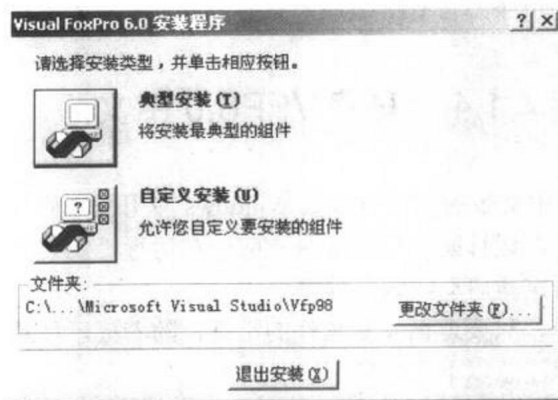 Visual FoxPro 6.0 安装程序
请选择安装类型，并单击相应按钮。
典型安装(T)
将安装最典型的组件
自定义安装(U)
允许您自定义要安装的组件
文件夹:
C:\...\Microsoft Visual Studio\Vfp98
更改文件夹(F)...
退出安装(X)